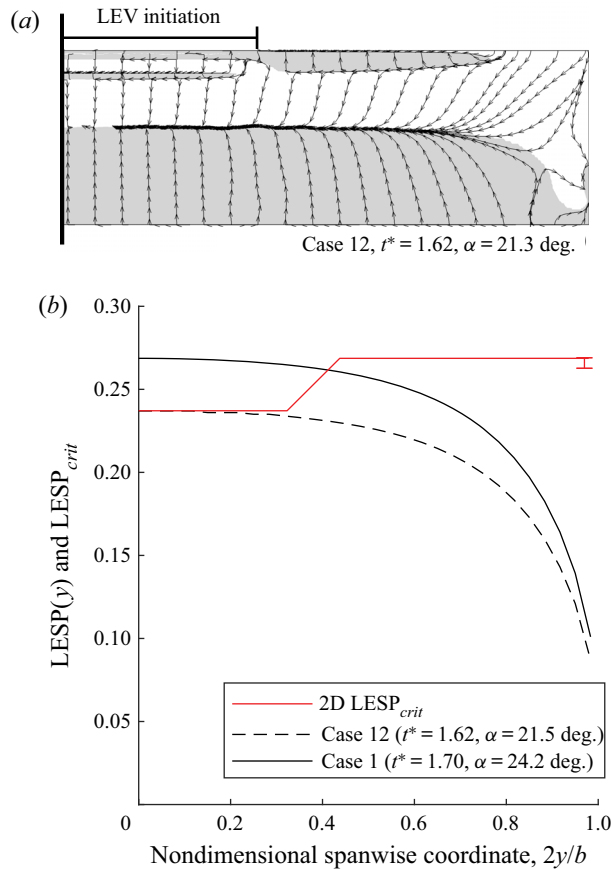 (a)
LEV initiation
Case 12, t* = 1.62, α = 21.3 deg.
(b)
0.30
0.25
0.20
0.15
0.10
0.05
LESP(y) and LESP_crit
2D LESP_crit
Case 12 (t* = 1.62, α = 21.5 deg.)
Case 1 (t* = 1.70, α = 24.2 deg.)
0 0.2 0.4 0.6 0.8 1.0
Nondimensional spanwise coordinate, 2y/b